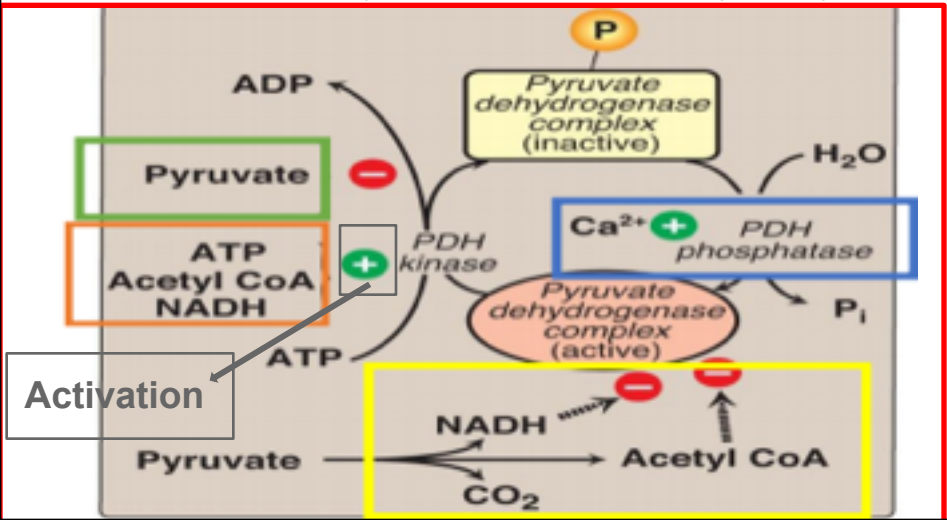 P
ADP
Pyruvate
dehydrogenase
complex
(inactive)
H₂O
Pyruvate
Ca²⁺
PDH
phosphatase
ATP
Acetyl CoA
NADH
PDH
kinase
Pyruvate
dehydrogenase
complex
(active)
Pᵢ
ATP
Activation
NADH
Pyruvate
Acetyl CoA
CO₂